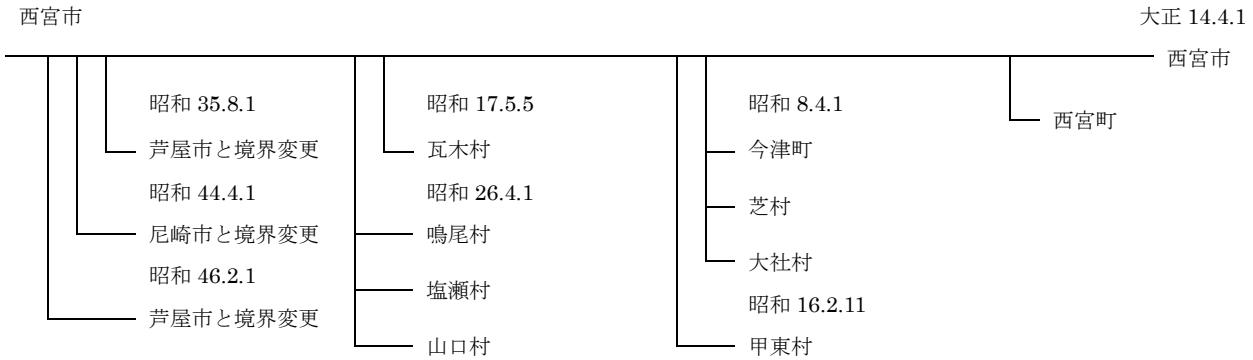 西宮市
大正 14.4.1
西宮市
西宮町
昭和 35.8.1
芦屋市と境界変更
昭和 44.4.1
尼崎市と境界変更
昭和 46.2.1
芦屋市と境界変更
昭和 17.5.5
瓦木村
昭和 26.4.1
鳴尾村
塩瀬村
山口村
昭和 8.4.1
今津町
芝村
大社村
昭和 16.2.11
甲東村